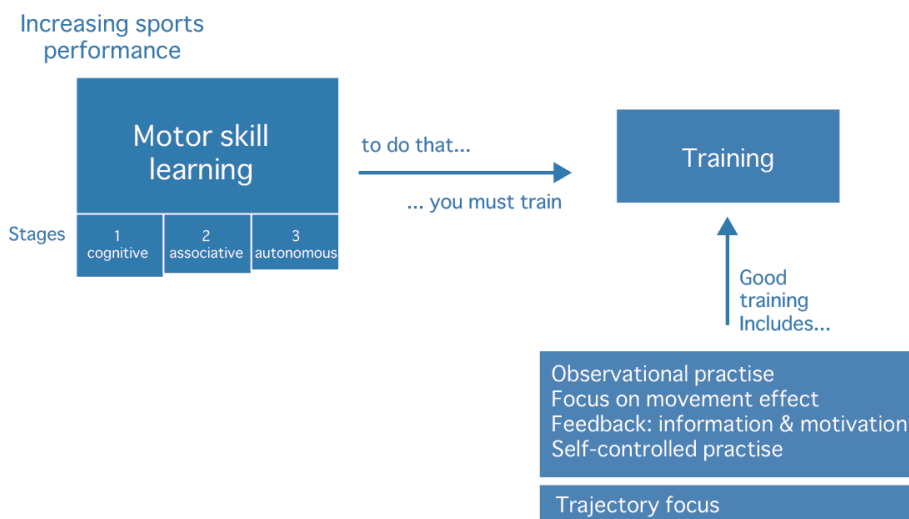 Increasing sports
performance
Motor skill
learning
Stages
1
cognitive
2
associative
3
autonomous
to do that...
... you must train
Training
Good
training
Includes...
Observational practise
Focus on movement effect
Feedback: information & motivation
Self-controlled practise
Trajectory focus